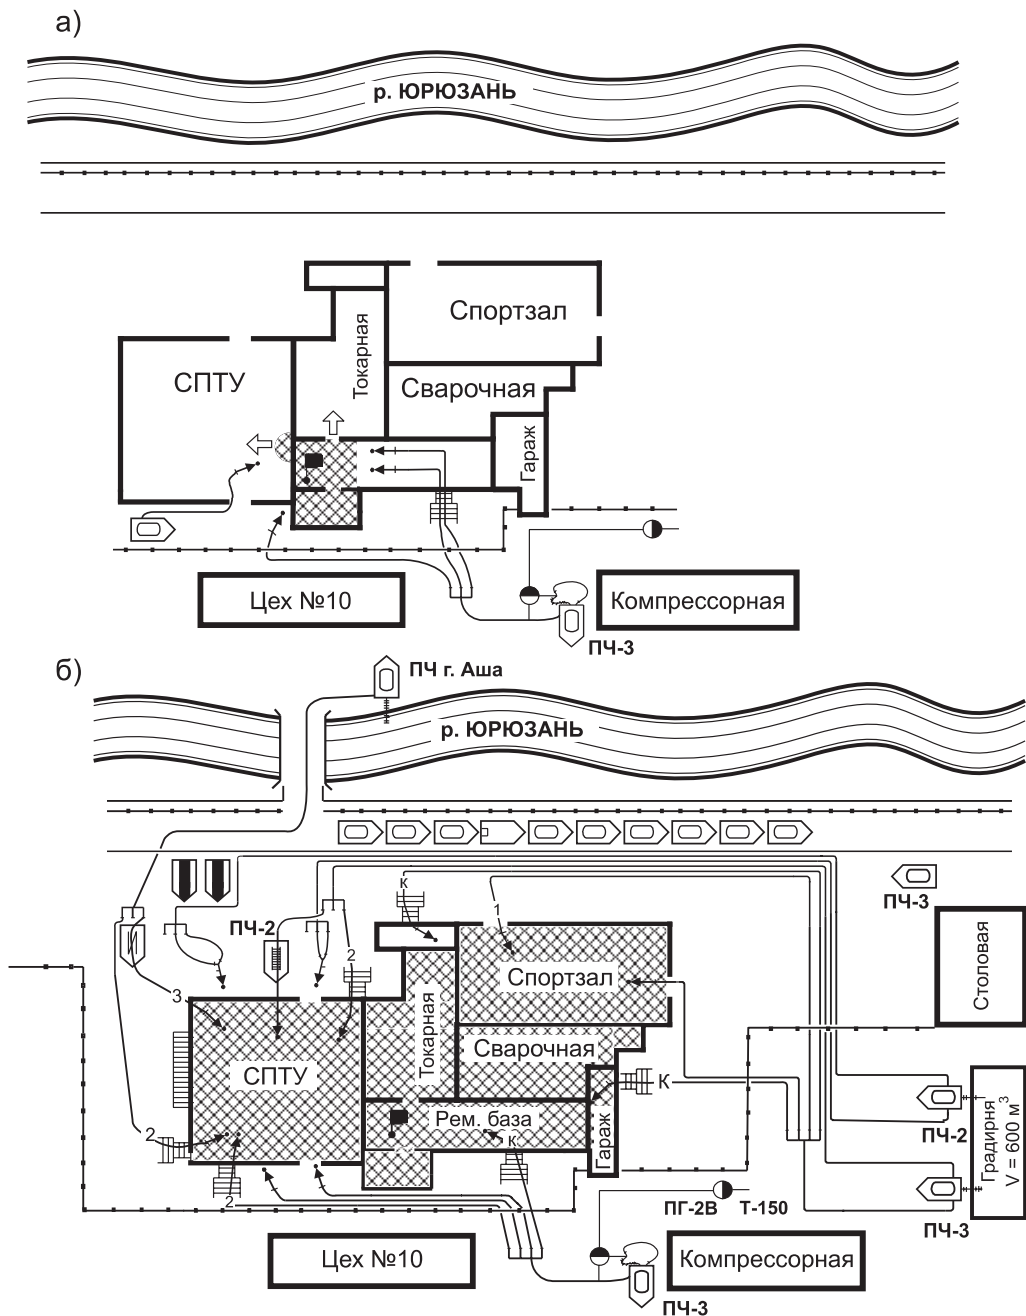 а)
р. ЮРЮЗАНЬ
Спортзал
Токарная
СПТУ
Сварочная
Гараж
Цех №10
Компрессорная
ПЧ-3
б)
ПЧ г. Аша
р. ЮРЮЗАНЬ
ПЧ-3
К
1
ПЧ-2
2
3
Столовая
Спортзал
Токарная
Сварочная
СПТУ
К
Рем. база
К
Гараж
2
2
ПЧ-2
Градирня
V = 600 м³
ПГ-2В Т-150
ПЧ-3
Цех №10
Компрессорная
ПЧ-3